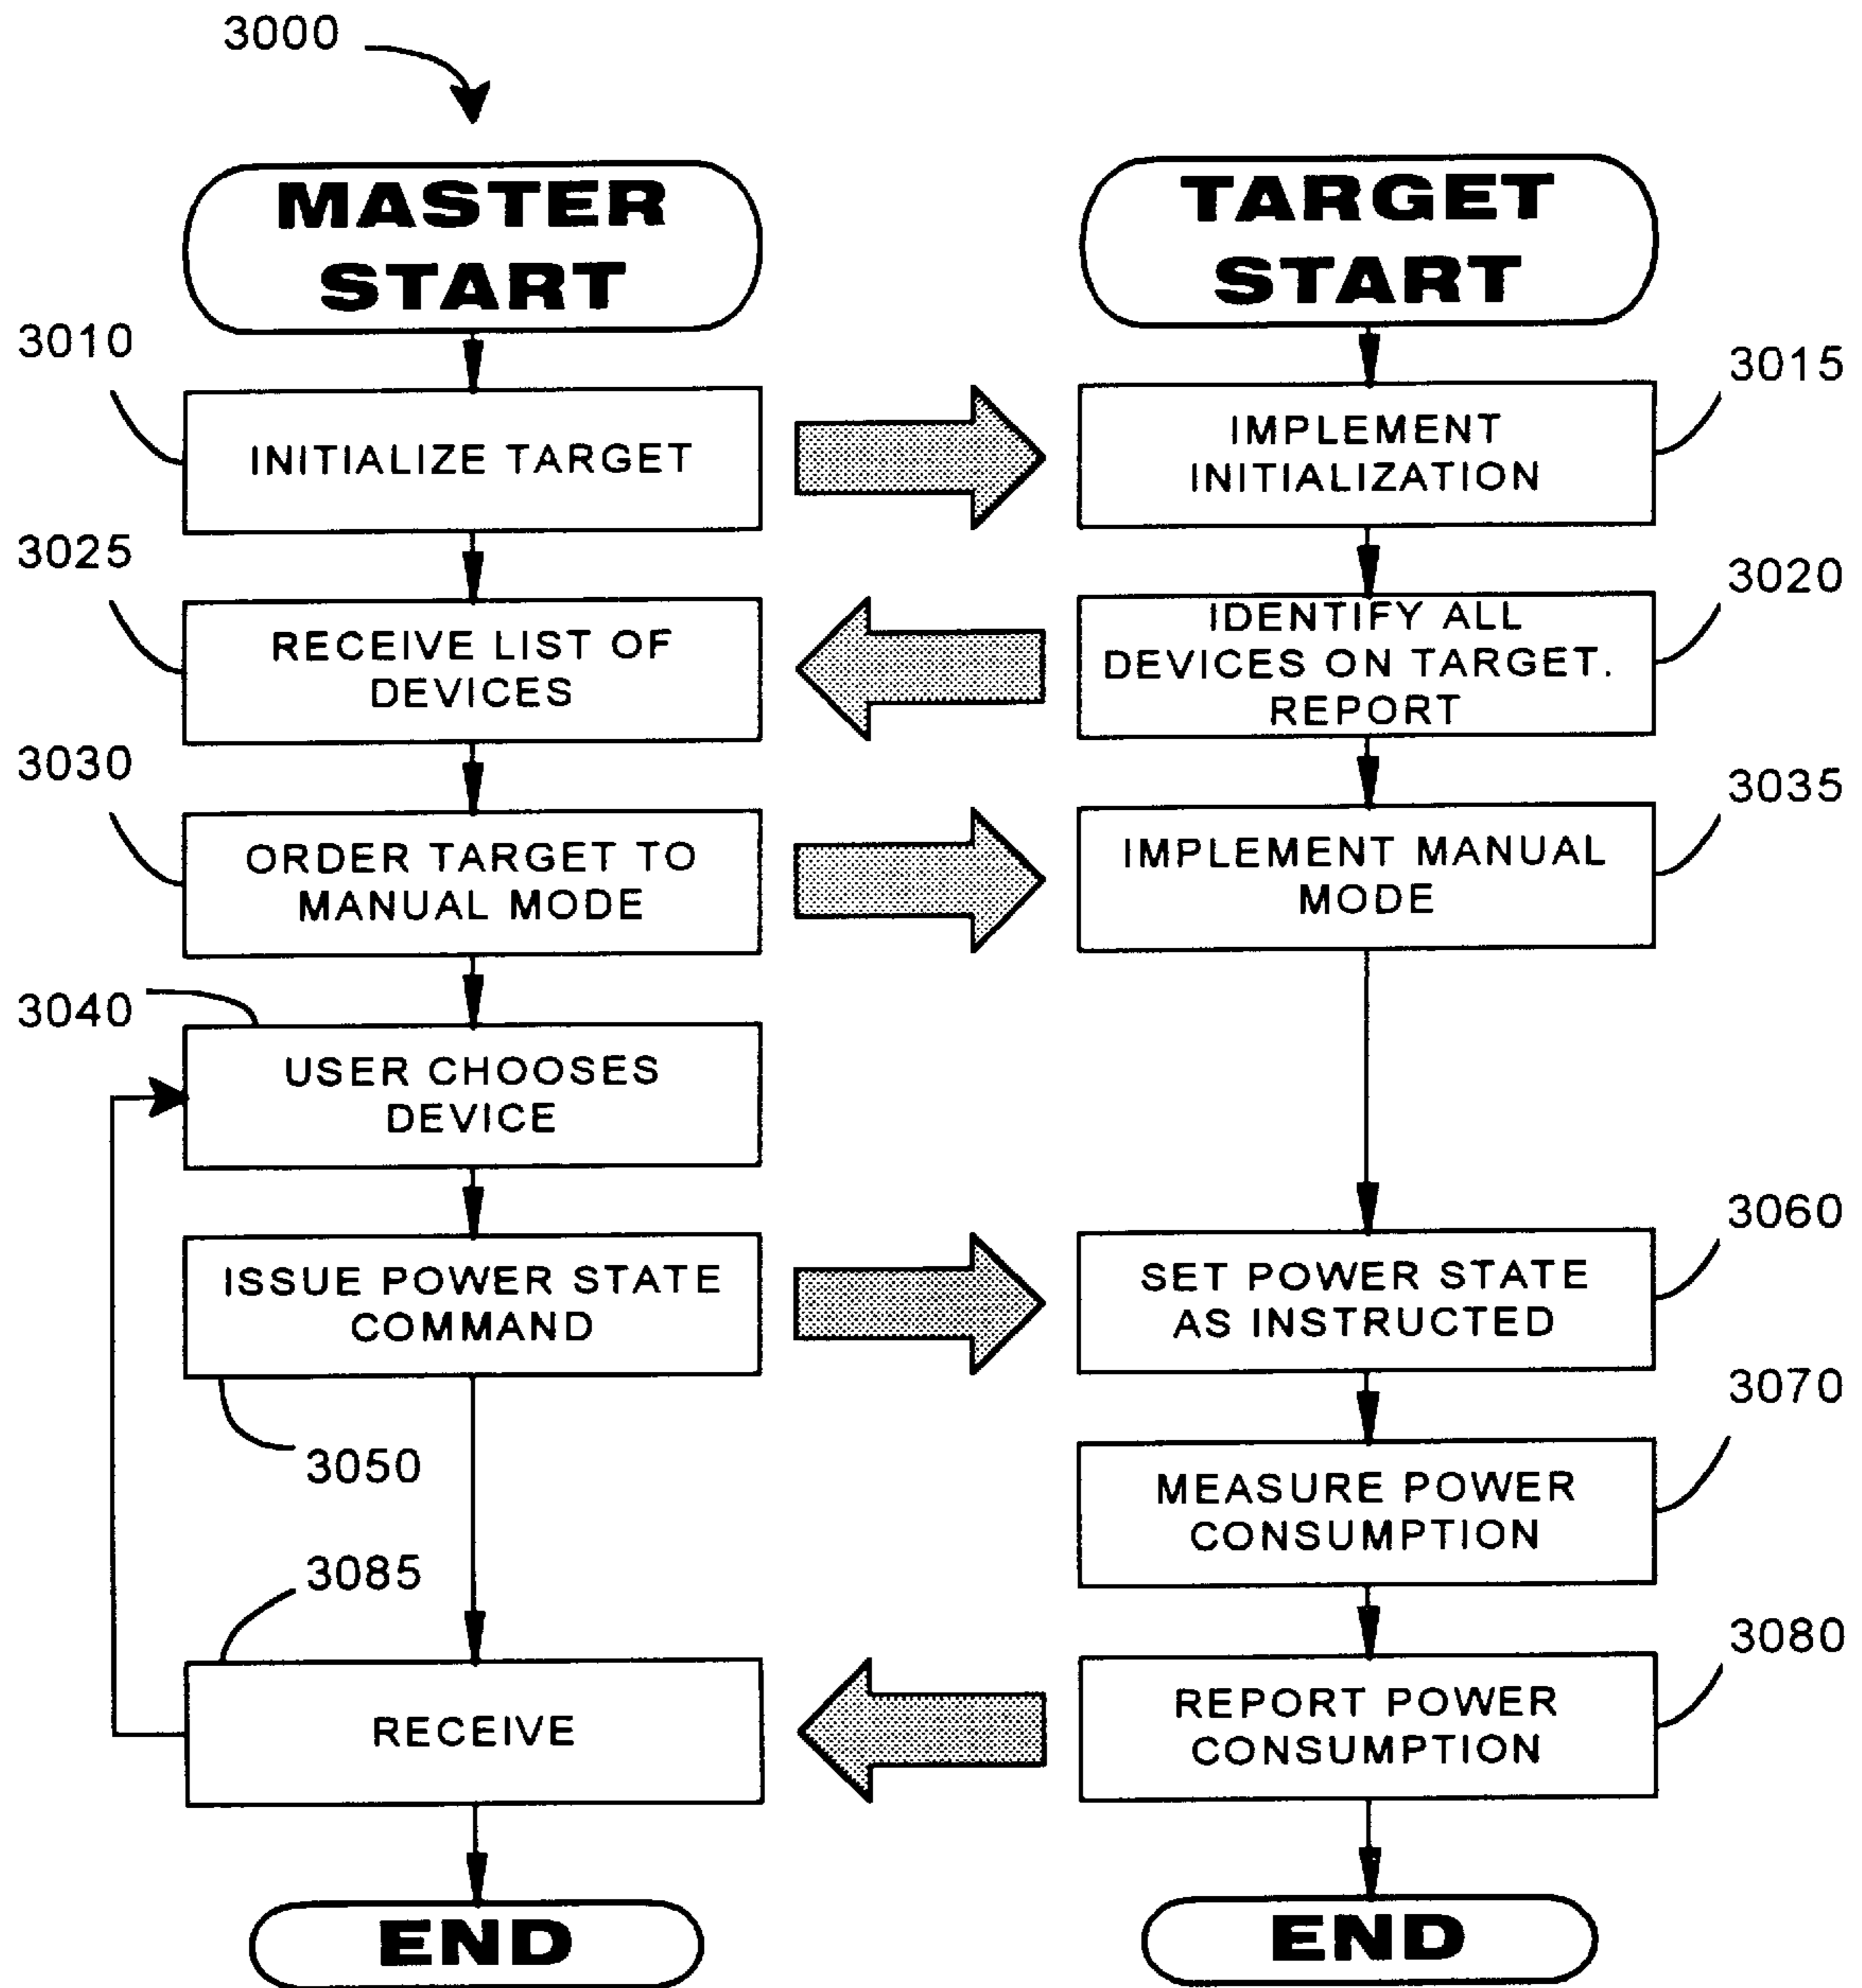 3000
MASTER
START
TARGET
START
3010
INITIALIZE TARGET
IMPLEMENT
INITIALIZATION
3015
3025
RECEIVE LIST OF
DEVICES
IDENTIFY ALL
DEVICES ON TARGET.
REPORT
3020
3030
ORDER TARGET TO
MANUAL MODE
IMPLEMENT MANUAL
MODE
3035
3040
USER CHOOSES
DEVICE
ISSUE POWER STATE
COMMAND
3050
SET POWER STATE
AS INSTRUCTED
3060
MEASURE POWER
CONSUMPTION
3070
3085
RECEIVE
REPORT POWER
CONSUMPTION
3080
END
END